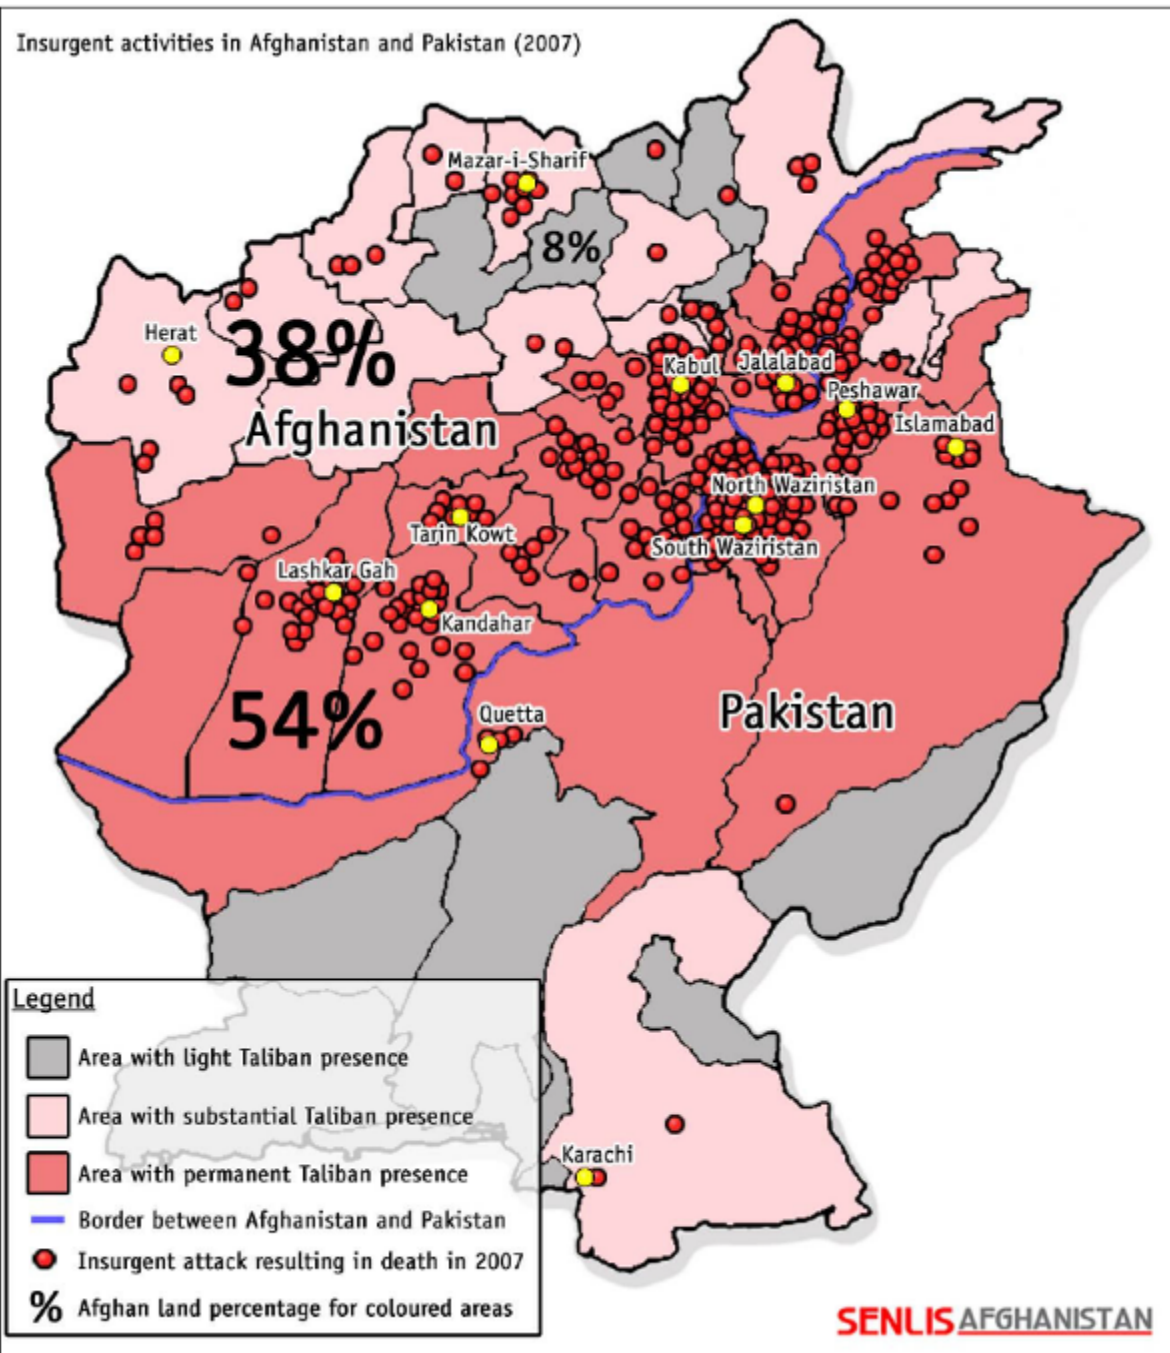 Insurgent activities in Afghanistan and Pakistan (2007)
Mazar-i-Sharif
8%
Herat
38%
Kabul
Jalalabad
Peshawar
Islamabad
Afghanistan
North Waziristan
Tarin Kowt
South Waziristan
Lashkar Gah
Kandahar
54%
Quetta
Pakistan
Karachi
Legend
Area with light Taliban presence
Area with substantial Taliban presence
Area with permanent Taliban presence
Border between Afghanistan and Pakistan
Insurgent attack resulting in death in 2007
% Afghan land percentage for coloured areas
SENLIS AFGHANISTAN